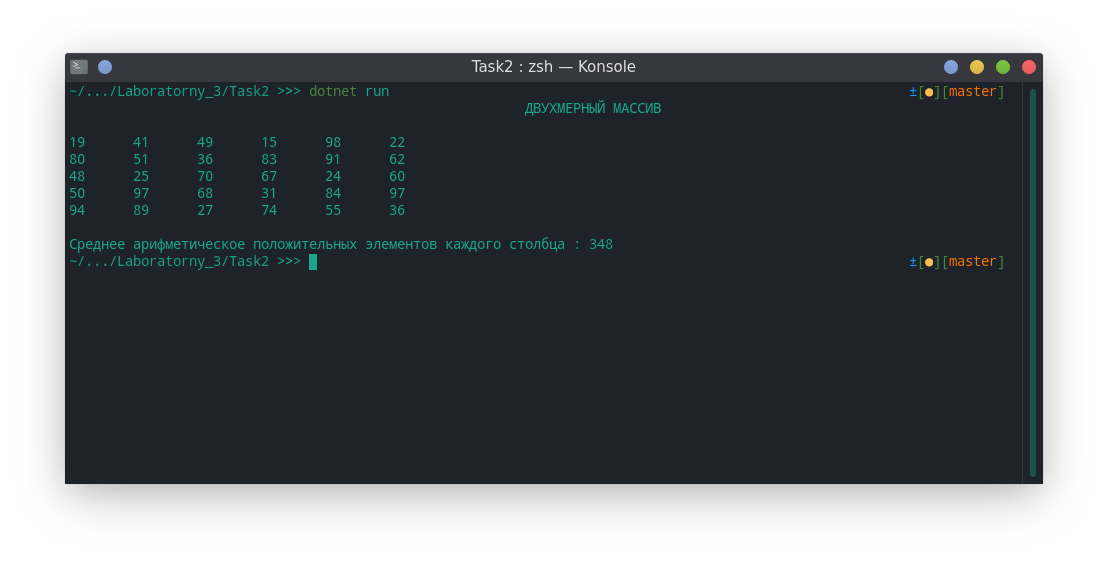 Task2 : zsh — Konsole
~/.../Laboratorny_3/Task2 >>> dotnet run ±[●][master]
ДВУХМЕРНЫЙ МАССИВ
19 41 49 15 98 22
80 51 36 83 91 62
48 25 70 67 24 60
50 97 68 31 84 97
94 89 27 74 55 36
Среднее арифметическое положительных элементов каждого столбца : 348
~/.../Laboratorny_3/Task2 >>> ±[●][master]